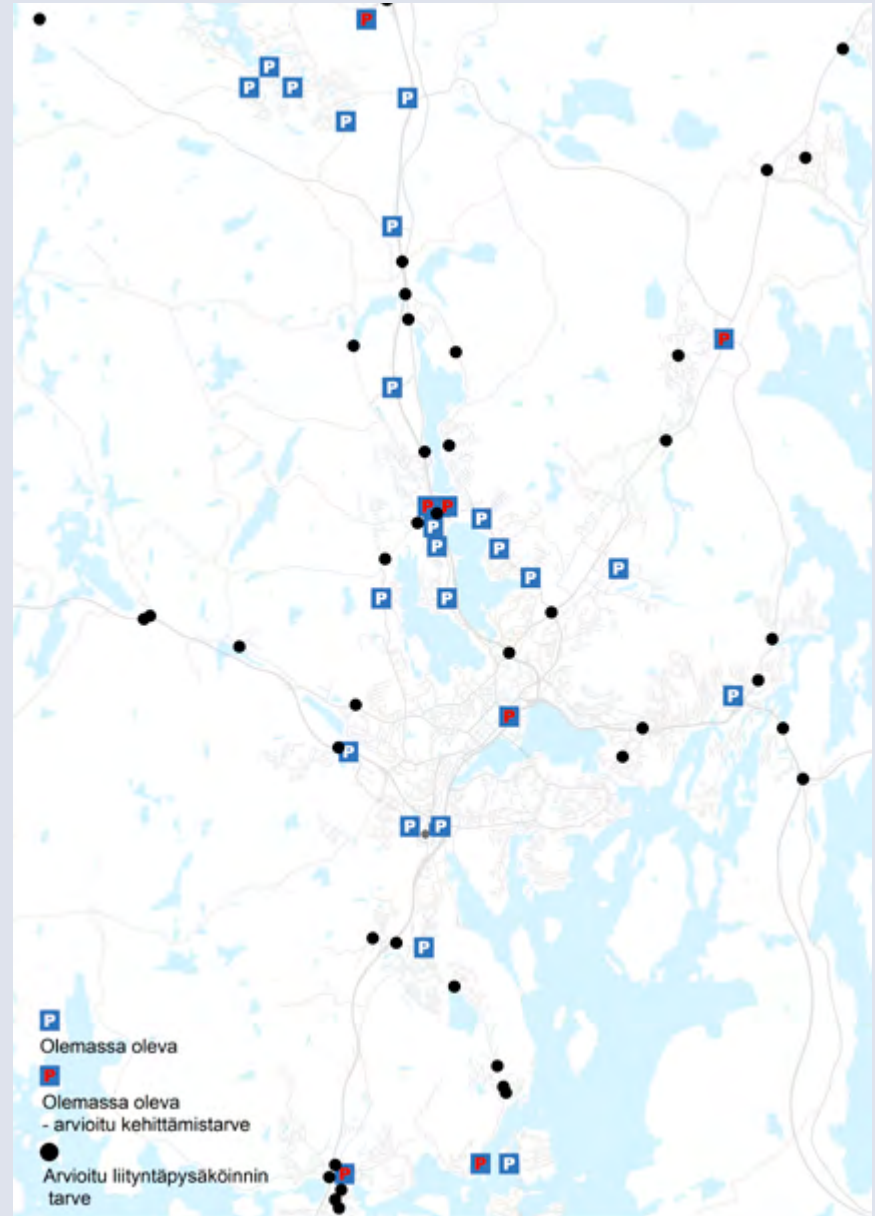 P
Olemassa oleva
P
Olemassa oleva
- arvioitu kehittämistarve
Arvioitu liityntäpysäköinnin
tarve